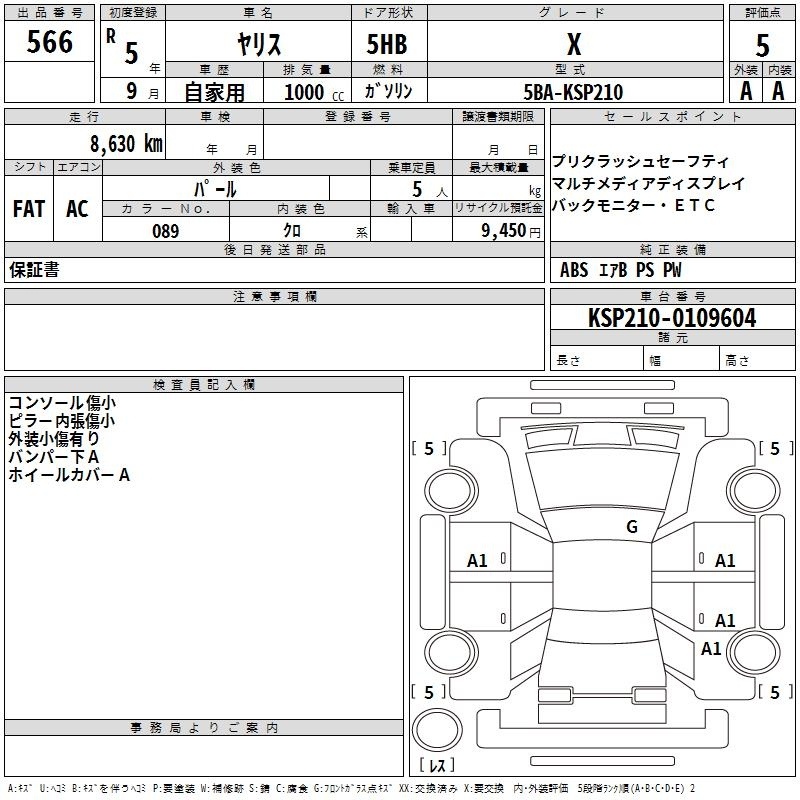 出品番号 初度登録 車名 ドア形状 グレード 評価点
566 R 5 年 ヤリス 5HB X 5
車歴 排気量 燃料 型式 外装 内装
9 月 自家用 1000 CC ｶﾞｿﾘﾝ 5BA-KSP210 A A
走行 車検 登録番号 譲渡書類期限 セールスポイント
8,630 km 年 月 月 日
シフト エアコン 外装色 乗車定員 最大積載量
FAT AC ﾊﾟｰﾙ 5 人 kg
プリクラッシュセーフティ
マルチメディアディスプレイ
バックモニター・ＥＴＣ
カラーNo. 内装色 輸入車 リサイクル預託金
089 ｸﾛ 系 9,450 円
後日発送部品 純正装備
保証書 ABS ｴｱB PS PW
注意事項欄 車台番号
KSP210-0109604
諸元
長さ 幅 高さ
検査員記入欄
コンソール傷小
ピラー内張傷小
外装小傷有り
バンパー下Ａ
ホイールカバーＡ
[ 5 ] [ 5 ]
G
A1 A1
A1
A1
[ 5 ] [ 5 ]
[ ﾚｽ ]
事務局よりご案内
A:ｷｽﾞ U:ﾍｺﾐ B:ｷｽﾞを伴うﾍｺﾐ P:要塗装 W:補修跡 S:錆 C:腐食 G:ﾌﾛﾝﾄｶﾞﾗｽ点ｷｽﾞ XX:交換済み X:要交換 内・外装評価 5段階ﾗﾝｸ順(A・B・C・D・E) 2